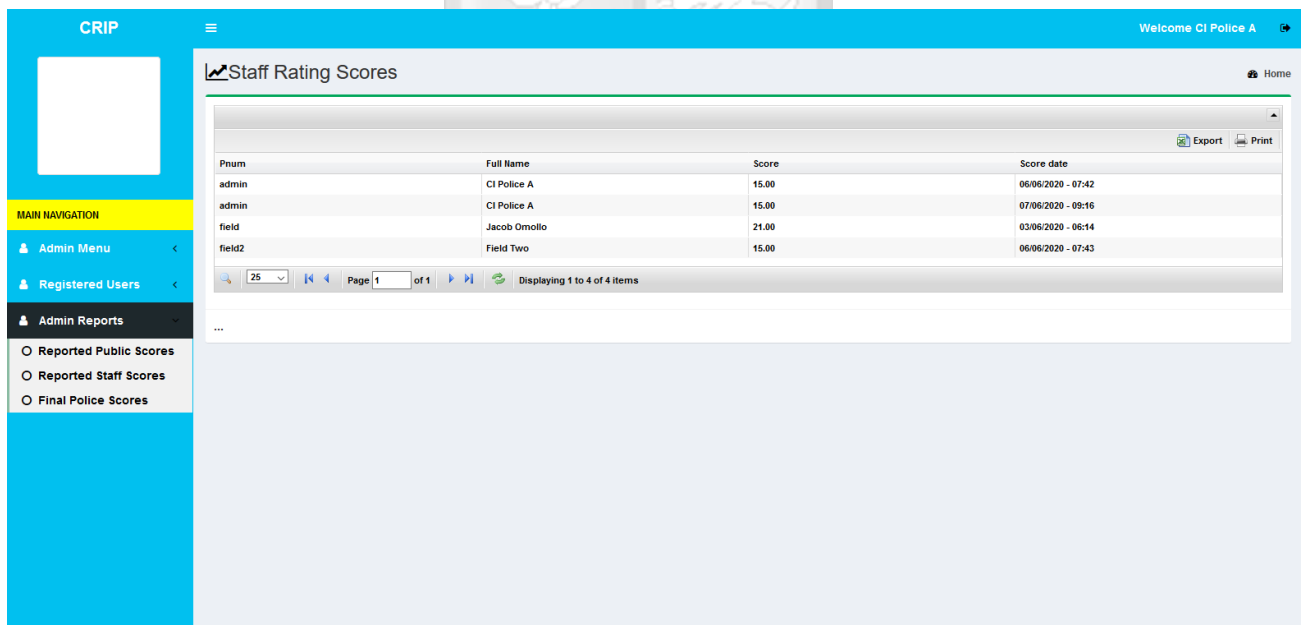 CRIP
Welcome CI Police A
Staff Rating Scores
Home
Export Print
Pnum Full Name Score Score date
admin CI Police A 15.00 06/06/2020 - 07:42
admin CI Police A 15.00 07/06/2020 - 09:16
field Jacob Omollo 21.00 03/06/2020 - 06:14
field2 Field Two 15.00 06/06/2020 - 07:43
25 Page 1 of 1 Displaying 1 to 4 of 4 items
...
MAIN NAVIGATION
Admin Menu
Registered Users
Admin Reports
Reported Public Scores
Reported Staff Scores
Final Police Scores